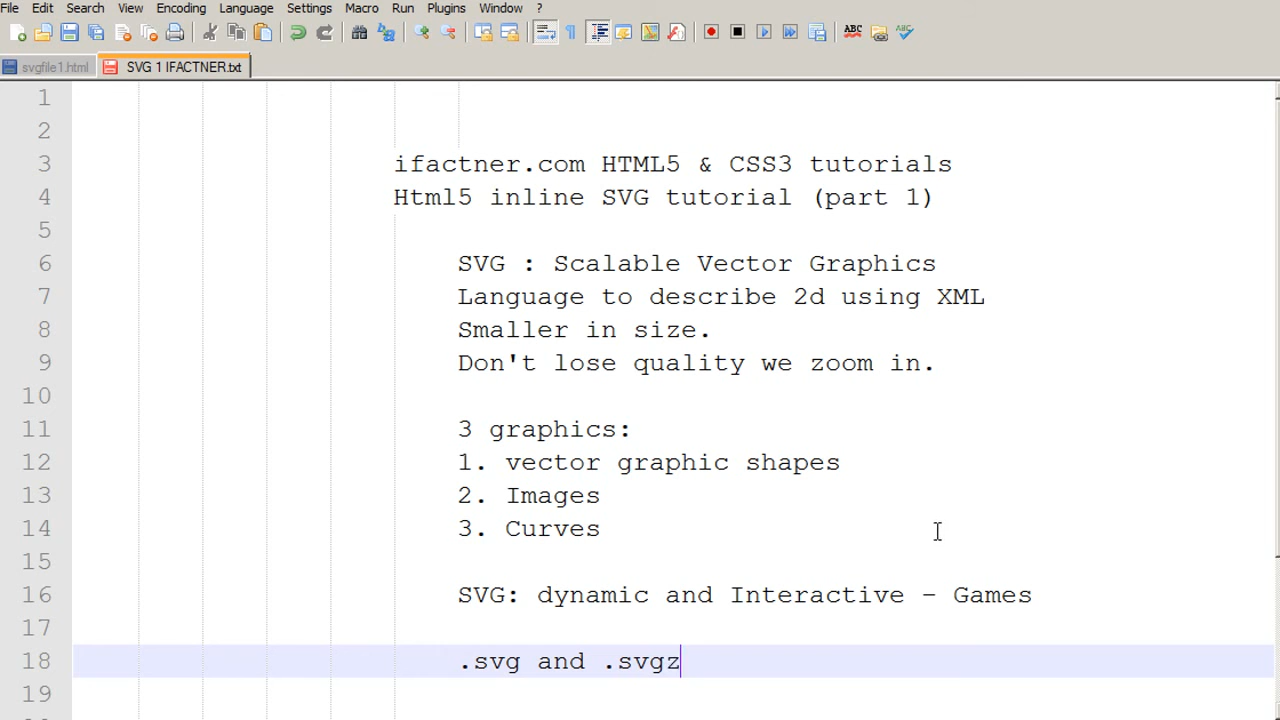 File Edit Search View Encoding Language Settings Macro Run Plugins Window ?
svgfile1.html SVG 1 IFACTNER.txt
1
2
3 ifactner.com HTML5 & CSS3 tutorials
4 Html5 inline SVG tutorial (part 1)
5
6 SVG : Scalable Vector Graphics
7 Language to describe 2d using XML
8 Smaller in size.
9 Don't lose quality we zoom in.
10
11 3 graphics:
12 1. vector graphic shapes
13 2. Images
14 3. Curves
15
16 SVG: dynamic and Interactive - Games
17
18 .svg and .svgz
19